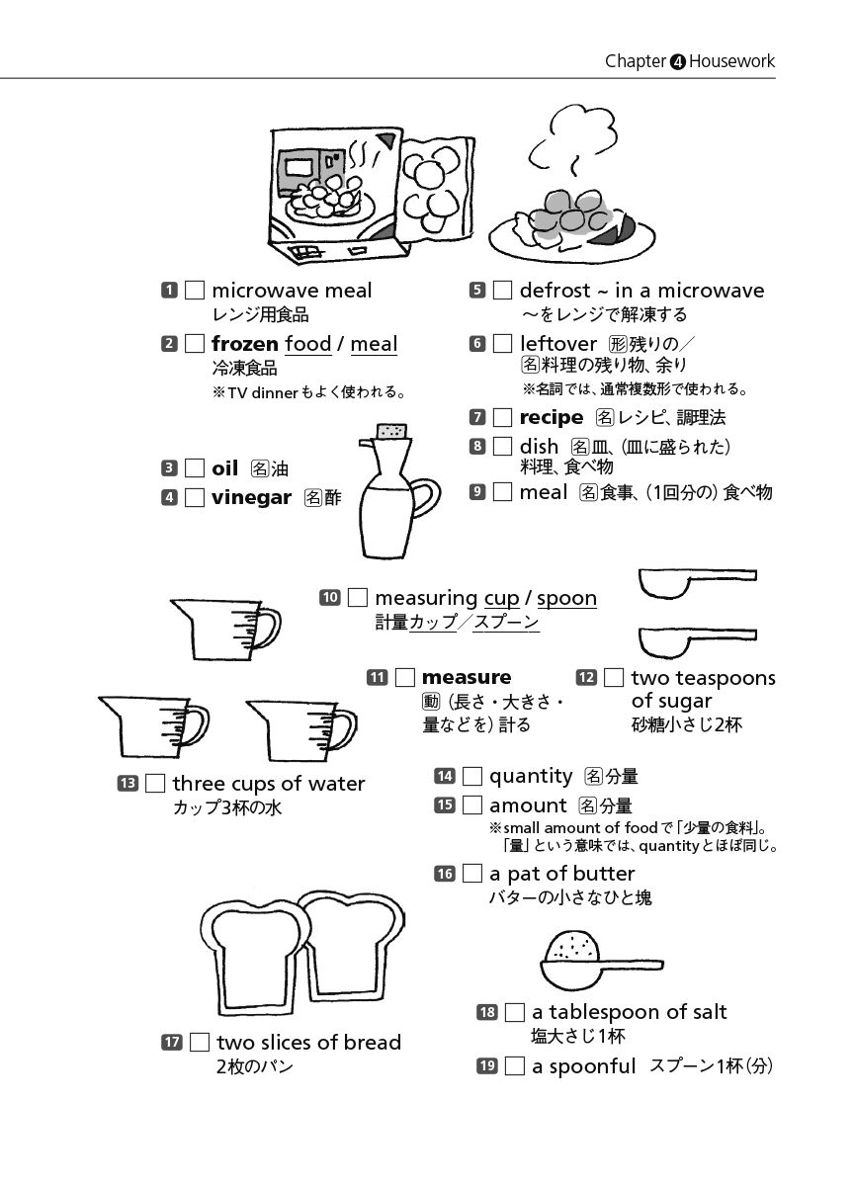 Chapter 4 Housework
1 □ microwave meal
レンジ用食品
2 □ frozen food / meal
冷凍食品
※TV dinnerもよく使われる。
3 □ oil 名油
4 □ vinegar 名酢
5 □ defrost ~ in a microwave
〜をレンジで解凍する
6 □ leftover 形残りの／
名料理の残り物、余り
※名詞では、通常複数形で使われる。
7 □ recipe 名レシピ、調理法
8 □ dish 名皿、（皿に盛られた）
料理、食べ物
9 □ meal 名食事、（1回分の）食べ物
10 □ measuring cup / spoon
計量カップ／スプーン
11 □ measure
動（長さ・大きさ・
量などを）計る
12 □ two teaspoons
of sugar
砂糖小さじ2杯
13 □ three cups of water
カップ3杯の水
14 □ quantity 名分量
15 □ amount 名分量
※small amount of foodで「少量の食料」。
「量」という意味では、quantityとほぼ同じ。
16 □ a pat of butter
バターの小さなひと塊
17 □ two slices of bread
2枚のパン
18 □ a tablespoon of salt
塩大さじ1杯
19 □ a spoonful スプーン1杯（分）